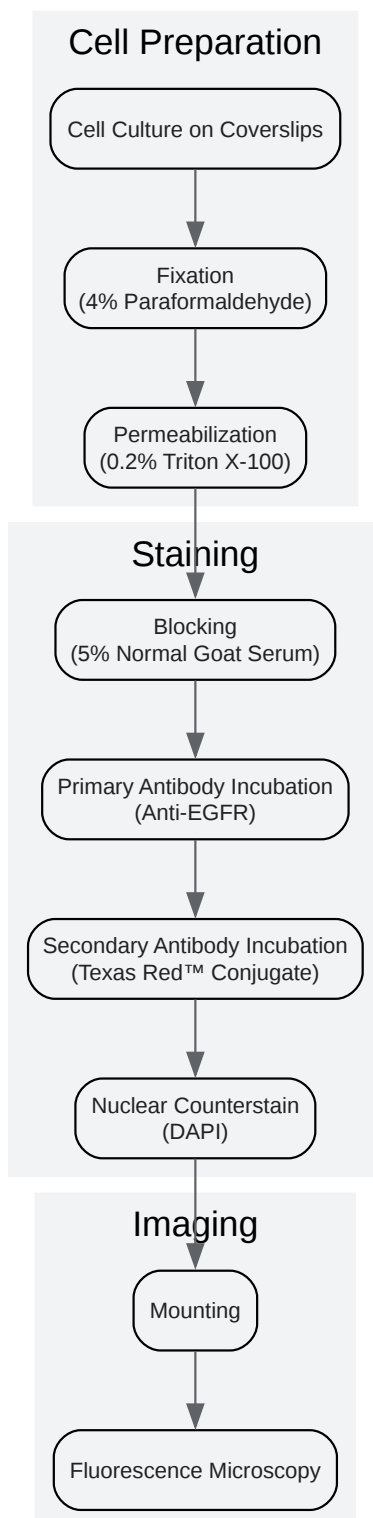 Cell Preparation
Cell Culture on Coverslips
Fixation
(4% Paraformaldehyde)
Permeabilization
(0.2% Triton X-100)
Staining
Blocking
(5% Normal Goat Serum)
Primary Antibody Incubation
(Anti-EGFR)
Secondary Antibody Incubation
(Texas Red™ Conjugate)
Nuclear Counterstain
(DAPI)
Imaging
Mounting
Fluorescence Microscopy